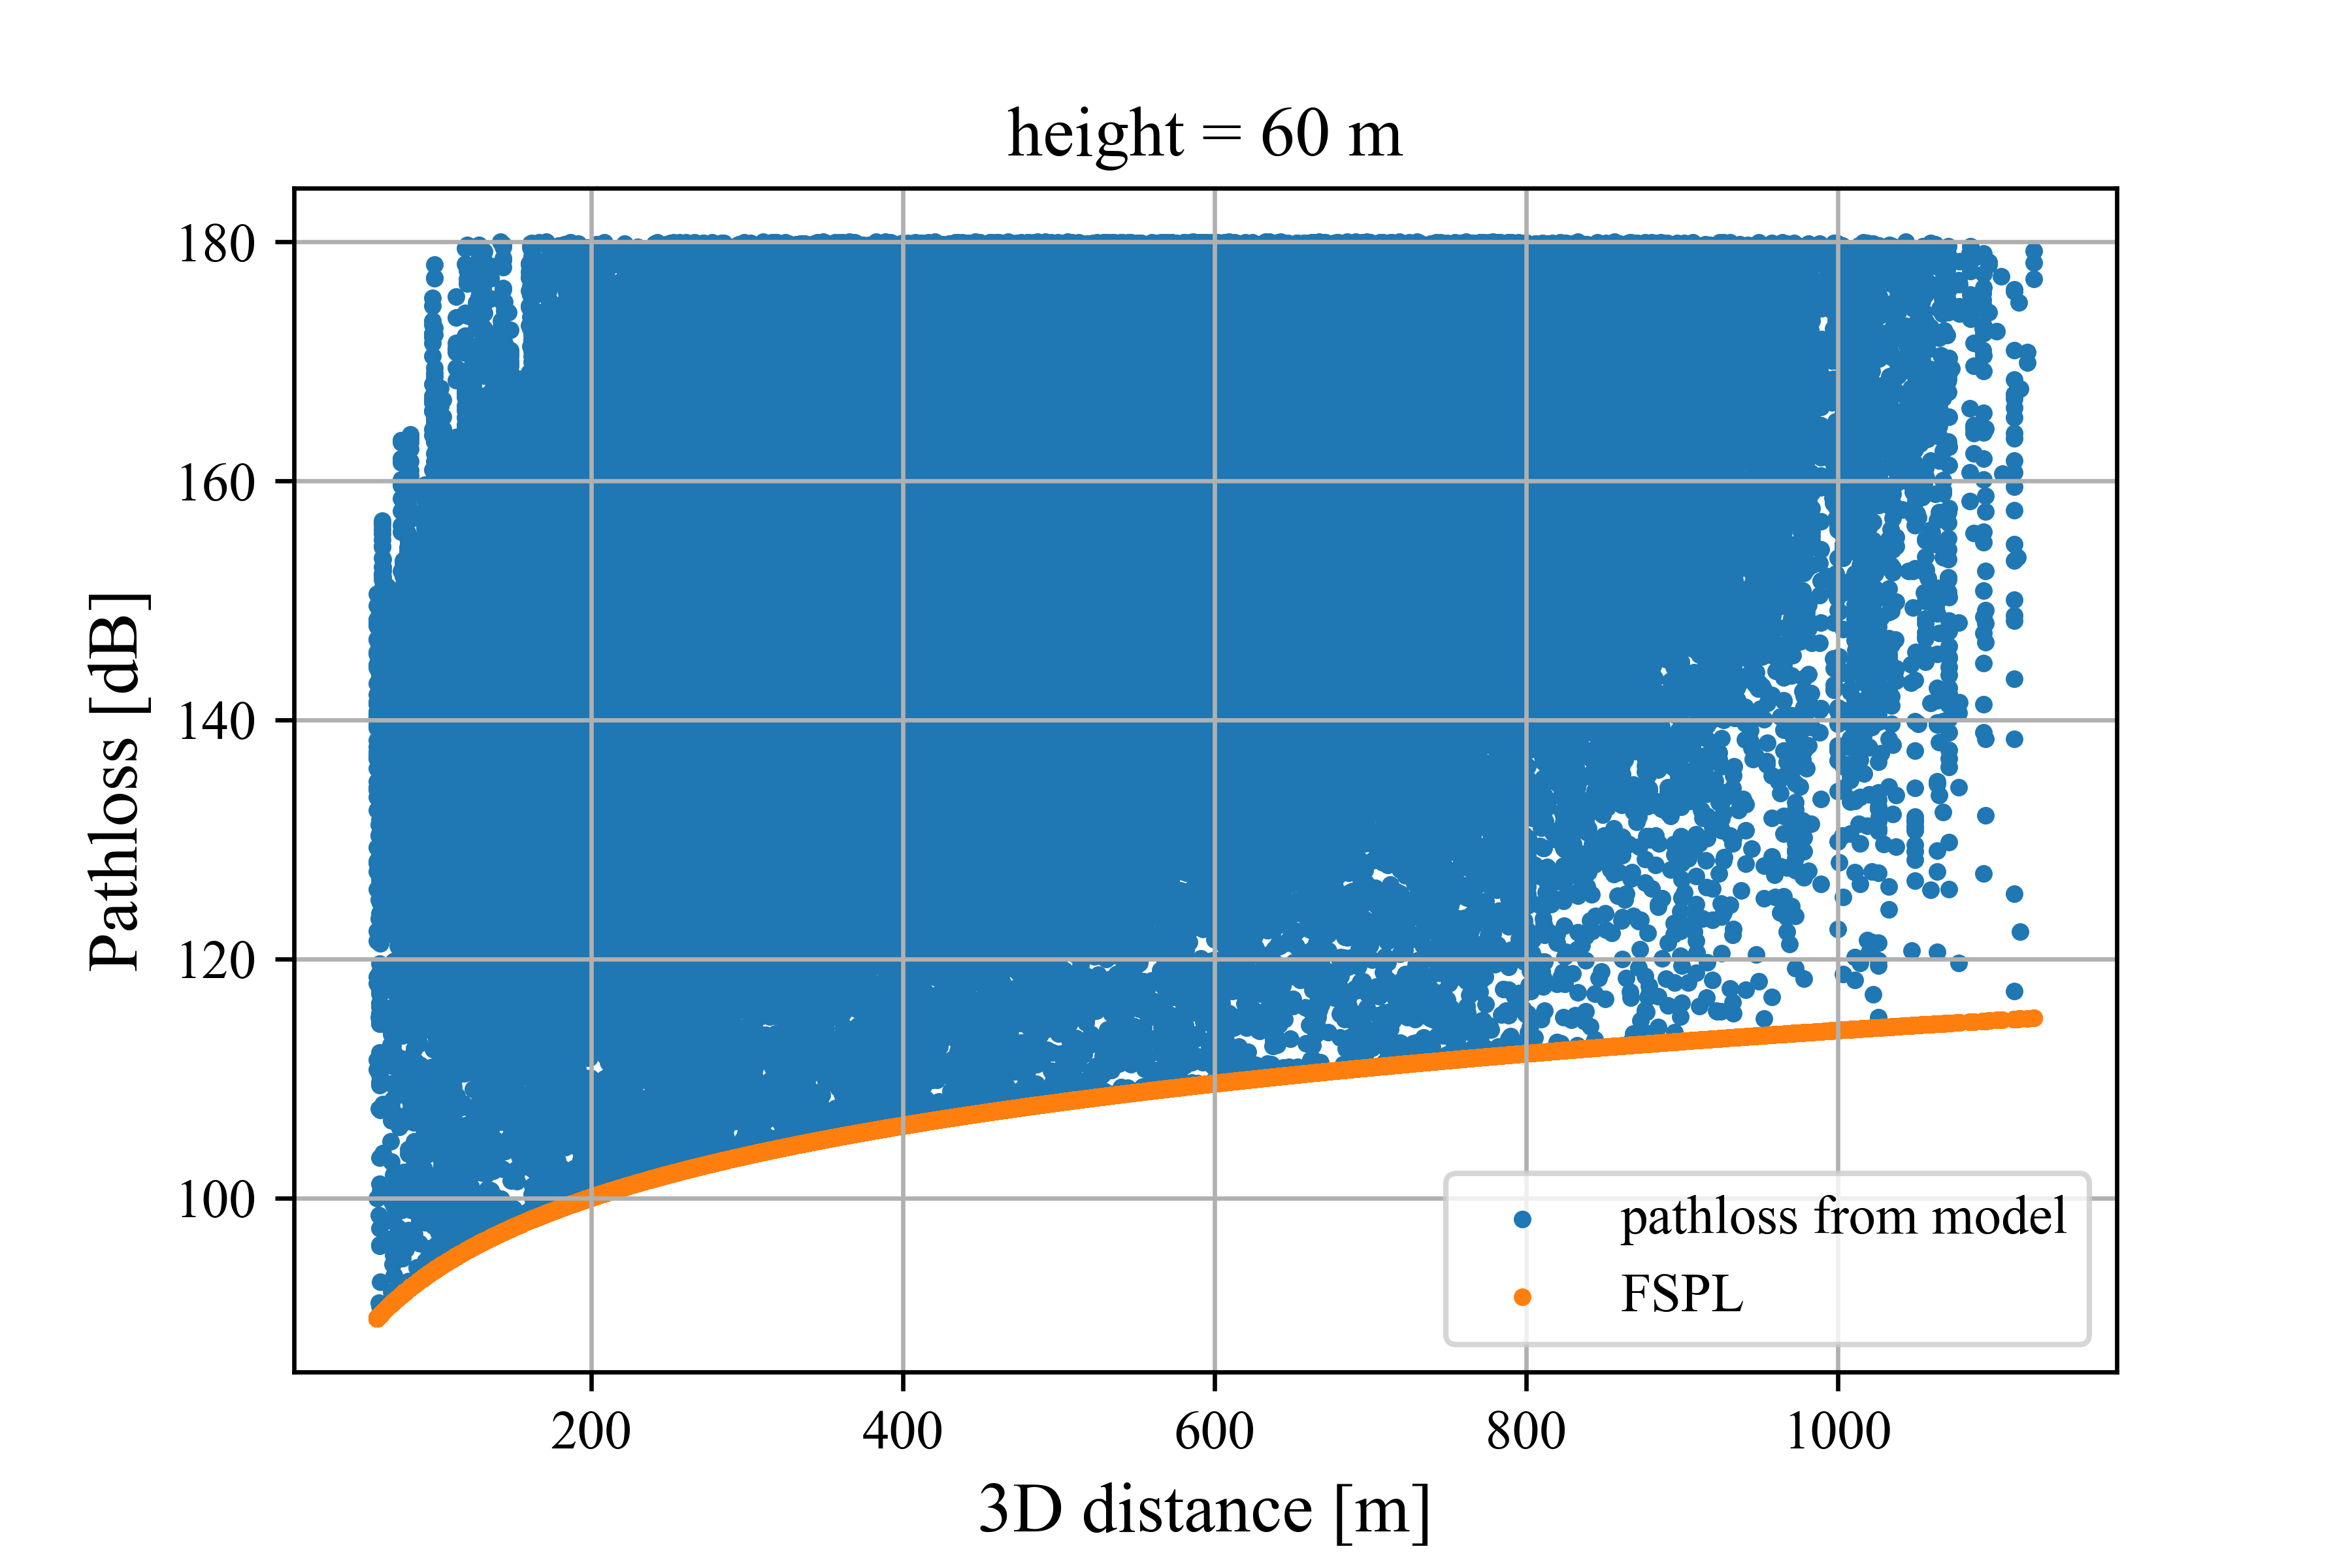 height = 60 m
Pathloss [dB]
180
160
140
120
100
200 400 600 800 1000
3D distance [m]
pathloss from model
FSPL